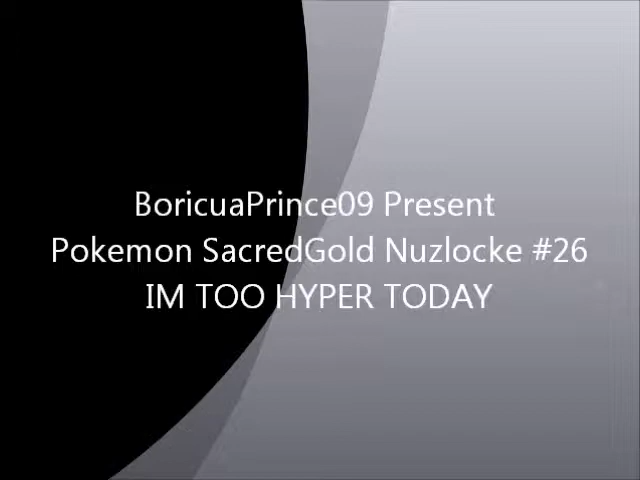 BoricuaPrince09 Present
Pokemon SacredGold Nuzlocke #26
IM TOO HYPER TODAY